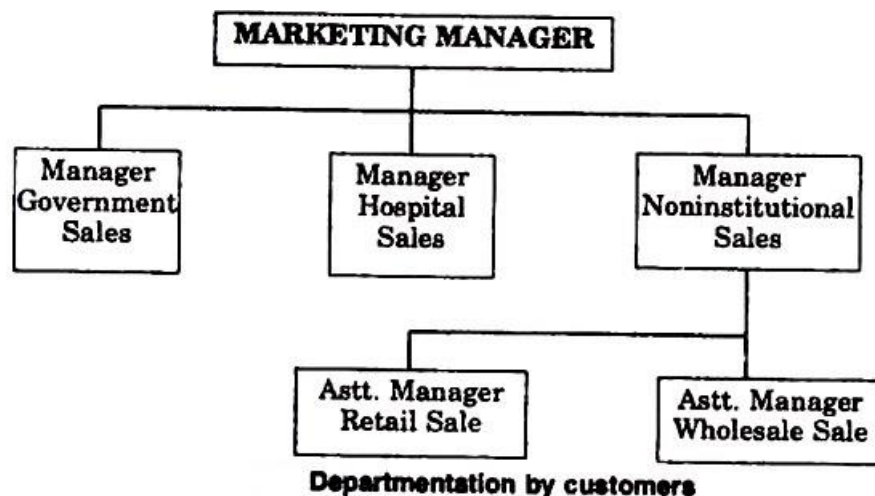 MARKETING MANAGER
Manager
Government
Sales
Manager
Hospital
Sales
Manager
Noninstitutional
Sales
Astt. Manager
Retail Sale
Astt. Manager
Wholesale Sale
Departmentation by customers